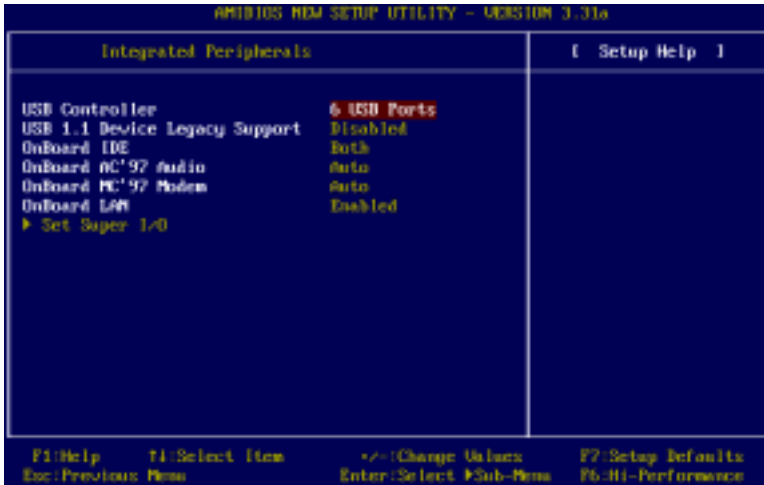 AMIBIOS NEW SETUP UTILITY - VERSION 3.31a
Integrated Peripherals
[ Setup Help ]
USB Controller 6 USB Ports
USB 1.1 Device Legacy Support Disabled
OnBoard IDE Both
OnBoard AC'97 Audio Auto
OnBoard MC'97 Modem Auto
OnBoard LAN Enabled
▶ Set Super I/O
F1:Help ↑↓:Select Item +/-:Change Values F7:Setup Defaults
Esc:Previous Menu Enter:Select ▶Sub-Menu F6:Hi-Performance